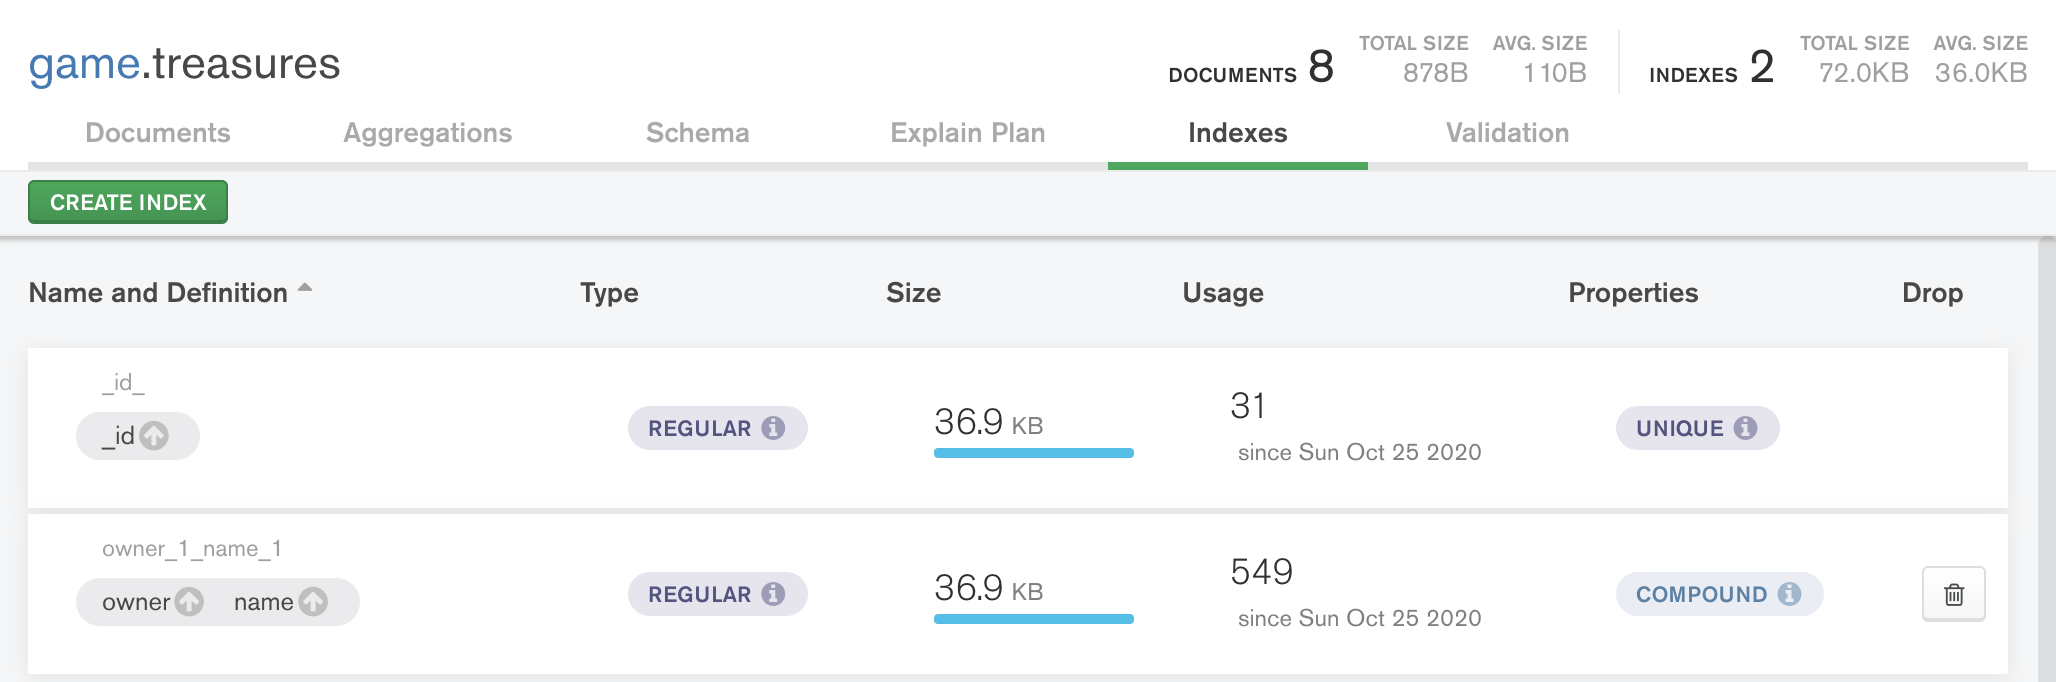 game.treasures
DOCUMENTS 8 TOTAL SIZE 878B AVG. SIZE 110B INDEXES 2 TOTAL SIZE 72.0KB AVG. SIZE 36.0KB
Documents Aggregations Schema Explain Plan Indexes Validation
CREATE INDEX
Name and Definition Type Size Usage Properties Drop
_id_
_id REGULAR 36.9 KB 31 UNIQUE
since Sun Oct 25 2020
owner_1_name_1
owner name REGULAR 36.9 KB 549 COMPOUND
since Sun Oct 25 2020